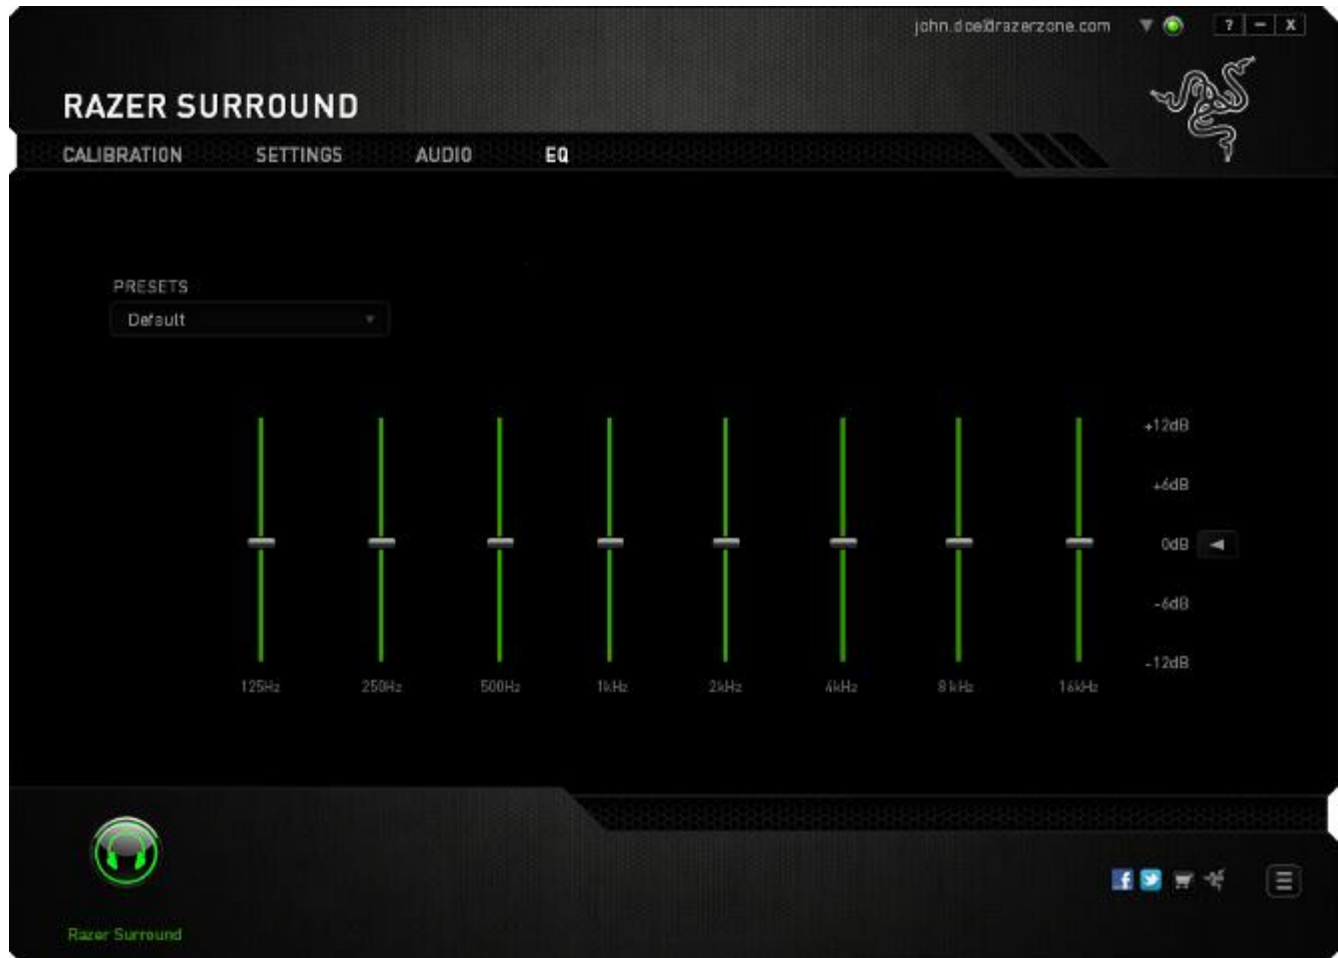 john.doe@razerzone.com
? – X
RAZER SURROUND
CALIBRATION SETTINGS AUDIO EQ
PRESETS
Default
+12dB
+6dB
0dB
-6dB
-12dB
125Hz 250Hz 500Hz 1kHz 2kHz 4kHz 8kHz 16kHz
f
Razer Surround